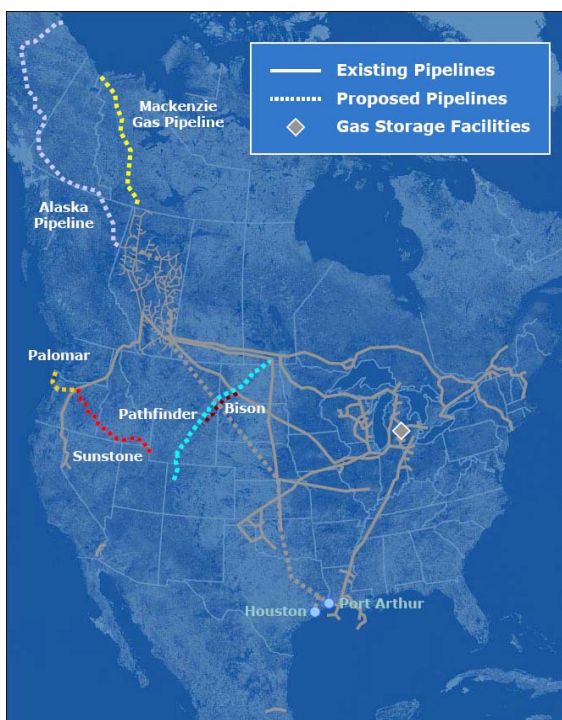 Existing Pipelines
Proposed Pipelines
Gas Storage Facilities
Mackenzie
Gas Pipeline
Alaska
Pipeline
Palomar
Pathfinder
Bison
Sunstone
Houston
Port Arthur